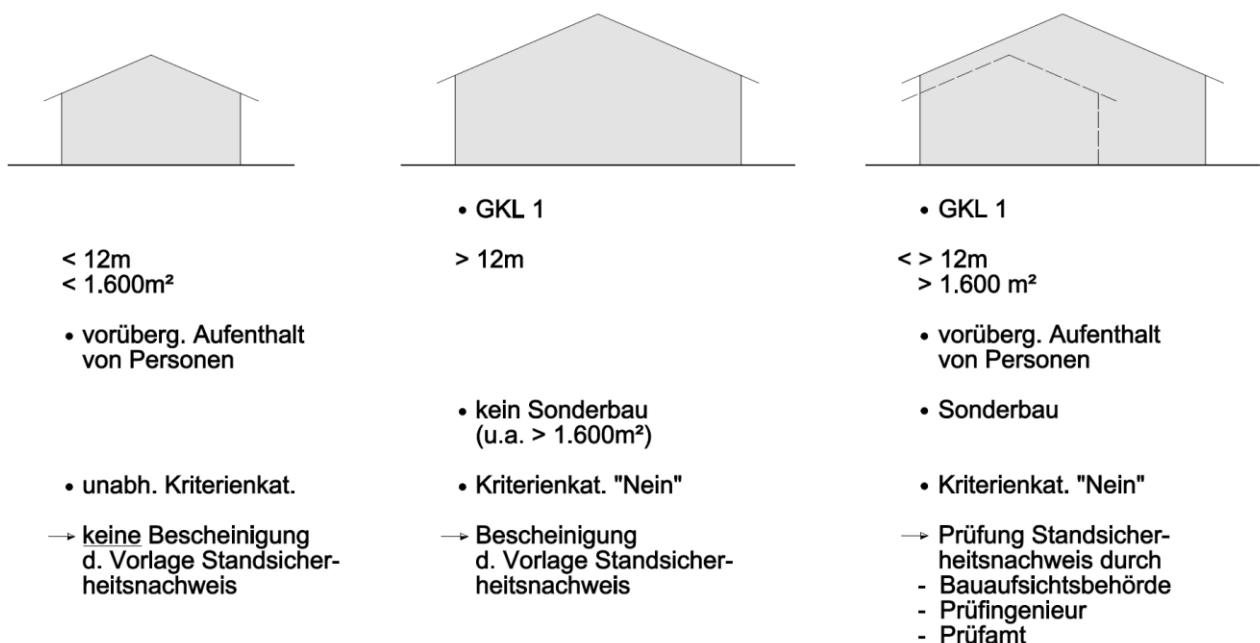 < 12m
< 1.600m²
• vorüberg. Aufenthalt
von Personen
• unabh. Kriterienkat.
→ keine Bescheinigung
d. Vorlage Standsicher-
heitsnachweis
• GKL 1
> 12m
• kein Sonderbau
(u.a. > 1.600m²)
• Kriterienkat. "Nein"
→ Bescheinigung
d. Vorlage Standsicher-
heitsnachweis
• GKL 1
< > 12m
> 1.600 m²
• vorüberg. Aufenthalt
von Personen
• Sonderbau
• Kriterienkat. "Nein"
→ Prüfung Standsicher-
heitsnachweis durch
- Bauaufsichtsbehörde
- Prüfingenieur
- Prüfamt